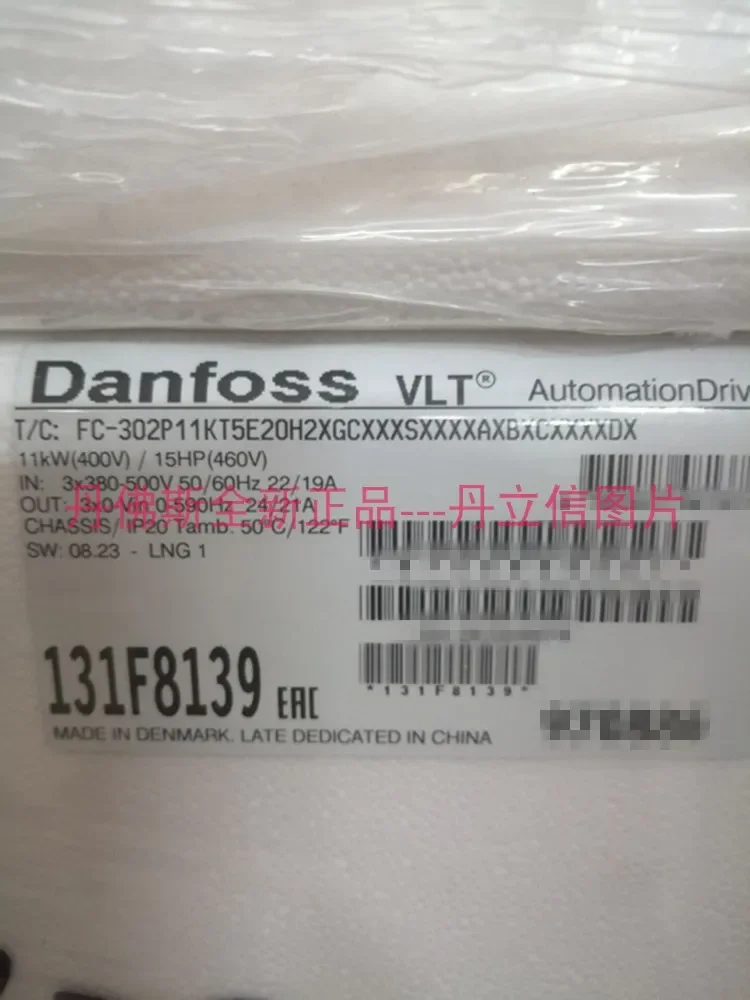 Danfoss VLT® AutomationDriv
T/C: FC-302P11KT5E20H2XGCXXXSXXXXAXBXCXXXXDX
11kW(400V) / 15HP(460V)
IN: 3x380-500V 50/60Hz 22/19A
OUT: 3x0-Vin 0-590Hz 24/21A
丹佛斯全新正品---丹立信图片
CHASSIS/ IP20 Tamb. 50°C/122°F
SW: 08.23 - LNG 1
131F8139 EAC
*131F8139*
MADE IN DENMARK. LATE DEDICATED IN CHINA